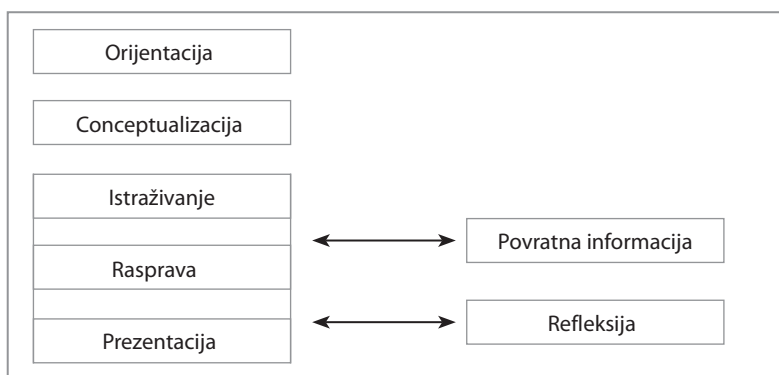 Orijentacija
Conceptualizacija
Istraživanje
Rasprava
Prezentacija
Povratna informacija
Refleksija